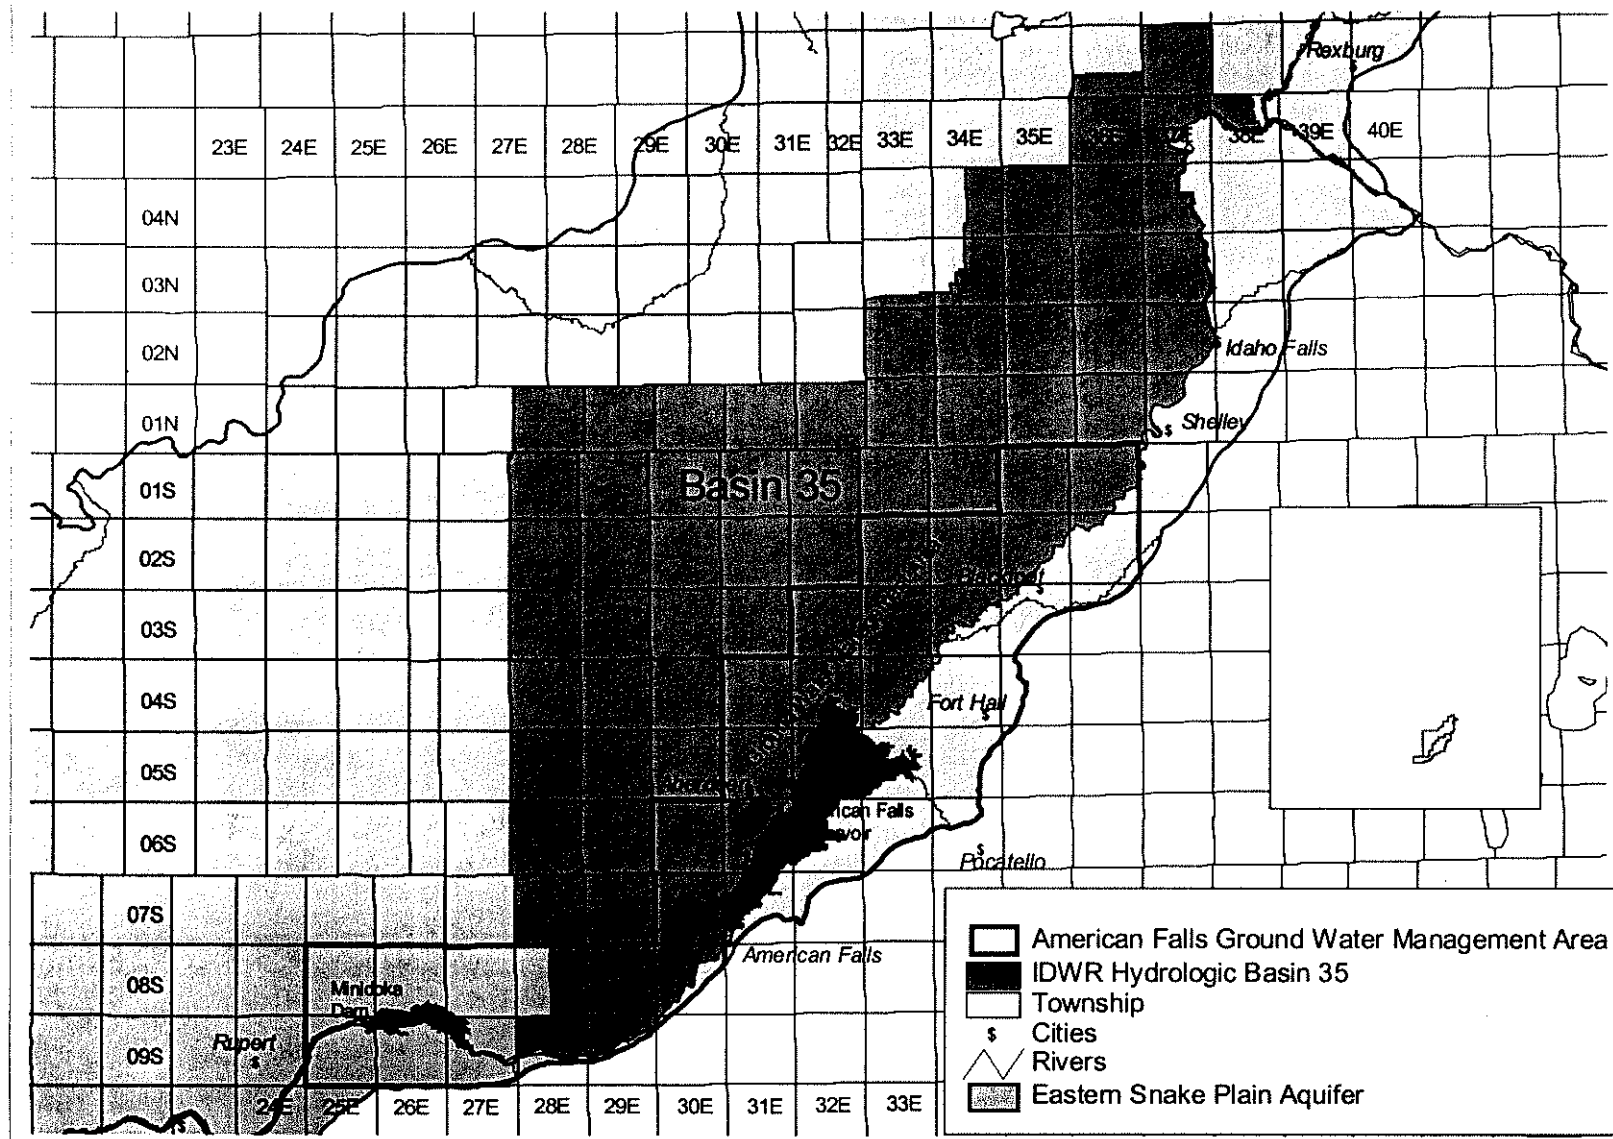 Rexburg
23E 24E 25E 26E 27E 28E 29E 30E 31E 32E 33E 34E 35E 38E 39E 40E
04N
03N
02N
Idaho Falls
01N
Shelley
Basin 35
01S
02S
03S
04S
Fort Hall
05S
American Falls
06S
Pocatello
07S
American Falls
08S
Minidoka
Dam
Rupert
09S
24E 25E 26E 27E 28E 29E 30E 31E 32E 33E
American Falls Ground Water Management Area
IDWR Hydrologic Basin 35
Township
$ Cities
Rivers
Eastern Snake Plain Aquifer